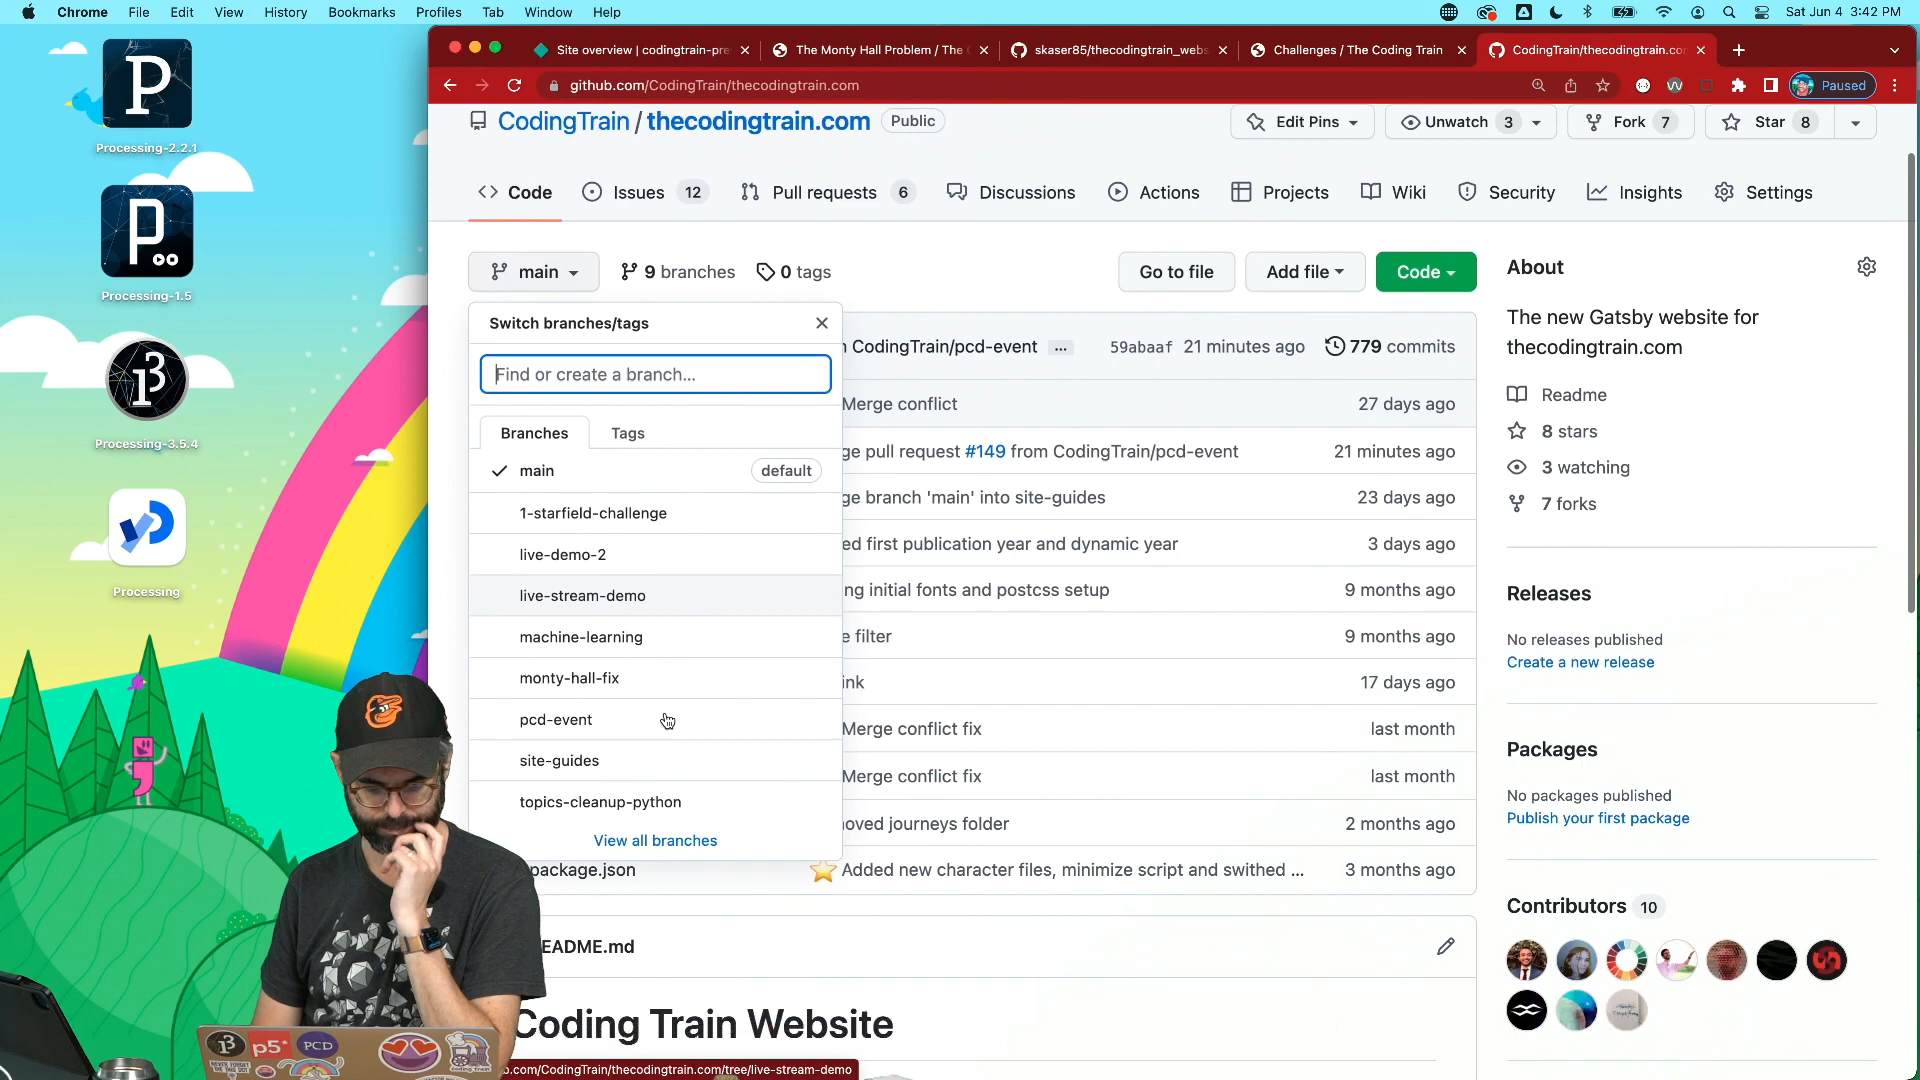 Chrome File Edit View History Bookmarks Profiles Tab Window Help Sat Jun 4 3:42 PM
Site overview | codingtrain-pre
The Monty Hall Problem / The
skaser85/thecodingtrain_webs
Challenges / The Coding Train
CodingTrain/thecodingtrain.co
github.com/CodingTrain/thecodingtrain.com
Paused
Processing-2.2.1
Processing-1.5
Processing-3.5.4
Processing
CodingTrain / thecodingtrain.com Public
Edit Pins Unwatch 3 Fork 7 Star 8
Code Issues 12 Pull requests 6 Discussions Actions Projects Wiki Security Insights Settings
main 9 branches 0 tags Go to file Add file Code
Switch branches/tags
Find or create a branch...
Branches Tags
main default
1-starfield-challenge
live-demo-2
live-stream-demo
machine-learning
monty-hall-fix
pcd-event
site-guides
topics-cleanup-python
View all branches
CodingTrain/pcd-event ... 59abaaf 21 minutes ago 779 commits
Merge conflict 27 days ago
ge pull request #149 from CodingTrain/pcd-event 21 minutes ago
ge branch 'main' into site-guides 23 days ago
ed first publication year and dynamic year 3 days ago
ng initial fonts and postcss setup 9 months ago
e filter 9 months ago
ink 17 days ago
Merge conflict fix last month
Merge conflict fix last month
oved journeys folder 2 months ago
package.json Added new character files, minimize script and swithed ... 3 months ago
EADME.md
Coding Train Website
b.com/CodingTrain/thecodingtrain.com/tree/live-stream-demo
About
The new Gatsby website for
thecodingtrain.com
Readme
8 stars
3 watching
7 forks
Releases
No releases published
Create a new release
Packages
No packages published
Publish your first package
Contributors 10
p5*
PCD